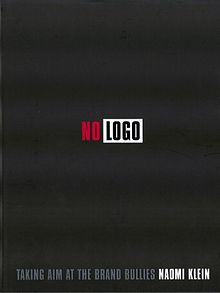 NO LOGO
TAKING AIM AT THE BRAND BULLIES NAOMI KLEIN